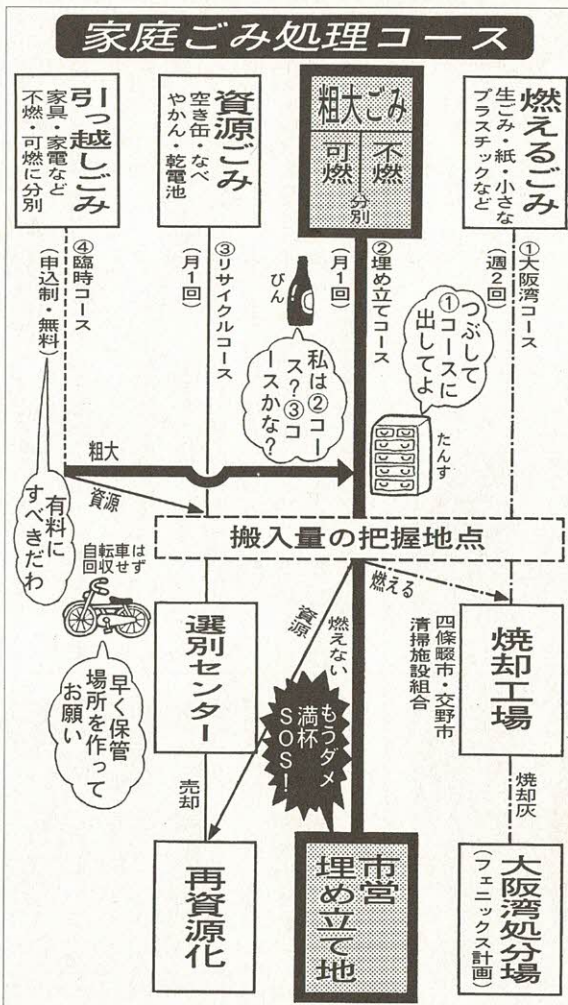 家庭ごみ処理コース
燃えるごみ
生ごみ・紙・小さな
プラスチックなど
粗大ごみ
不燃
可燃
分別
資源ごみ
空き缶・なべ
やかん・乾電池
引っ越しごみ
家具・家電など
不燃・可燃に分別
①大阪湾コース
(週2回)
②埋め立てコース
(月1回)
③リサイクルコース
(月1回)
④臨時コース
(申込制・無料)
つぶして
①コースに
出してよ
たんす
びん
私は②コー
ス?③コ
ースかな?
有料に
すべきだわ
粗大
資源
搬入量の把握地点
自転車は
回収せず
早く保管
場所を作って
お願い
燃える
燃えない
資源
焼却工場
四條畷市・交野市
清掃施設組合
選別センター
もうダメ
満杯
SOS!
焼却灰
売却
大阪湾処分場
(フェニックス計画)
市営
埋め立て地
再資源化